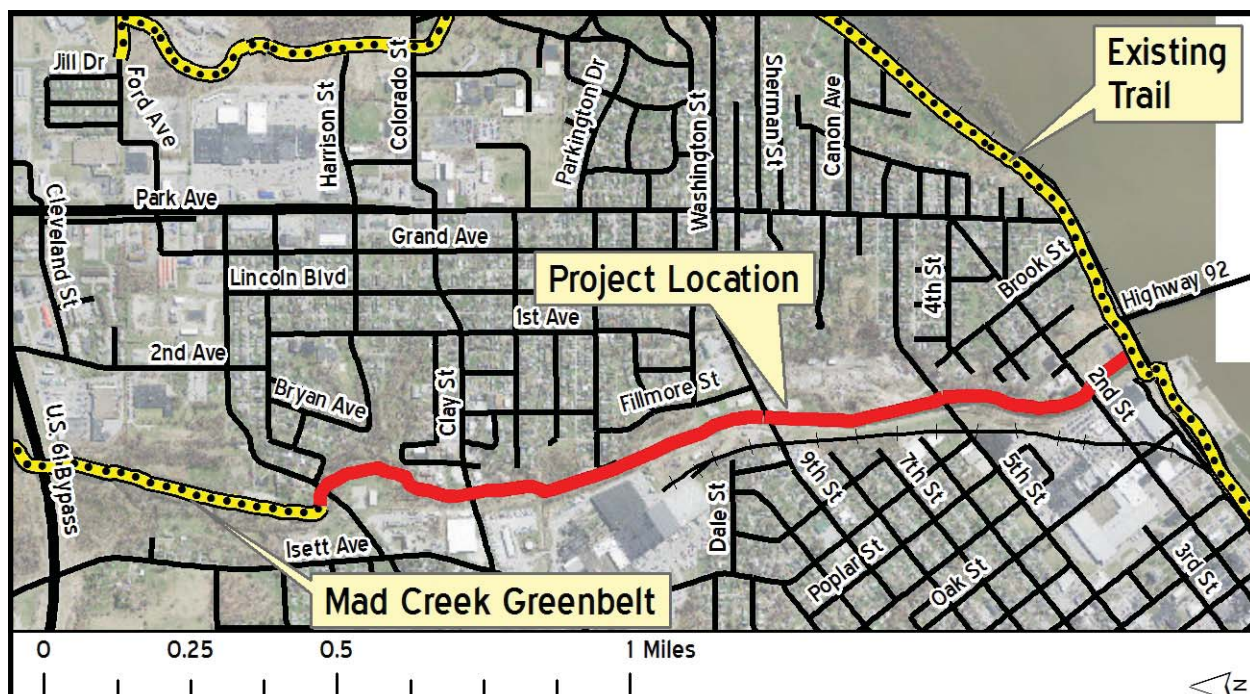 Existing
Trail
Jill Dr
Ford Ave
Harrison St
Colorado St
Parkington Dr
Washington St
Sherman St
Canon Ave
Cleveland St
Park Ave
Grand Ave
Lincoln Blvd
Project Location
4th St
Brook St
Highway 92
1st Ave
2nd Ave
Bryan Ave
Clay St
Fillmore St
2nd St
U.S. 61 Bypass
Isett Ave
Dale St
9th St
7th St
5th St
Poplar St
Oak St
3rd St
Mad Creek Greenbelt
0 0.25 0.5 1 Miles
N